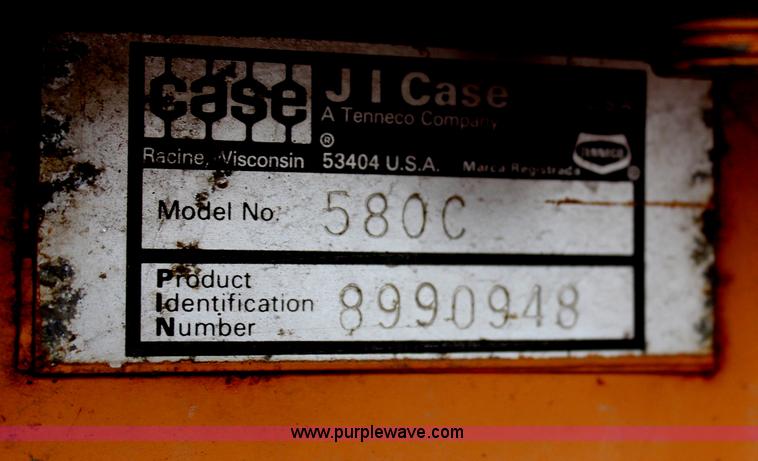 case
J I Case
A Tenneco Company
Racine, Wisconsin 53404 U.S.A. Marca Registrada
TENNECO
®
®
Model No. 580C
Product
Identification
Number
8990948
www.purplewave.com